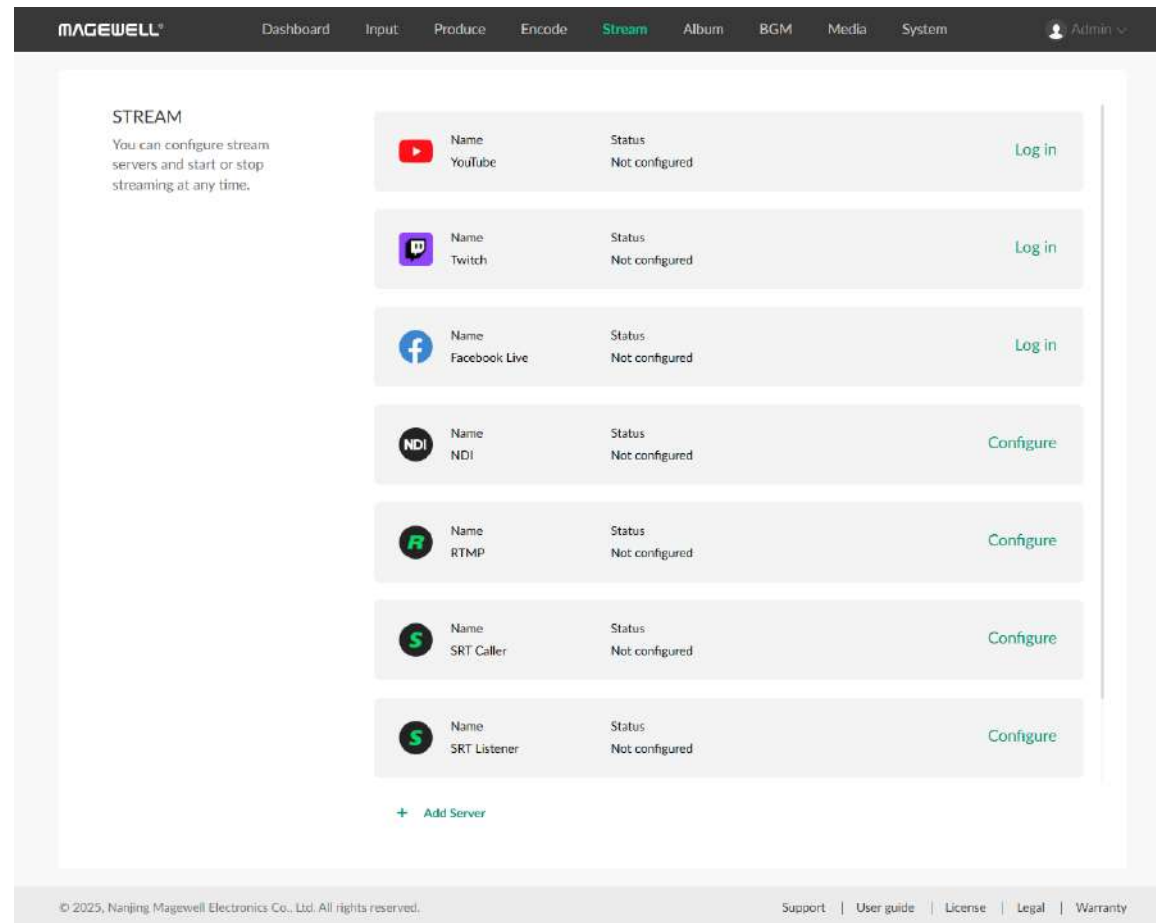 MAGEWELL®
Dashboard Input Produce Encode Stream Album BGM Media System Admin
STREAM
You can configure stream
servers and start or stop
streaming at any time.
Name Status
YouTube Not configured Log in
Name Status
Twitch Not configured Log in
Name Status
Facebook Live Not configured Log in
NDI
Name Status
NDI Not configured Configure
R
Name Status
RTMP Not configured Configure
S
Name Status
SRT Caller Not configured Configure
S
Name Status
SRT Listener Not configured Configure
+ Add Server
© 2025, Nanjing Magewell Electronics Co., Ltd. All rights reserved. Support | User guide | License | Legal | Warranty